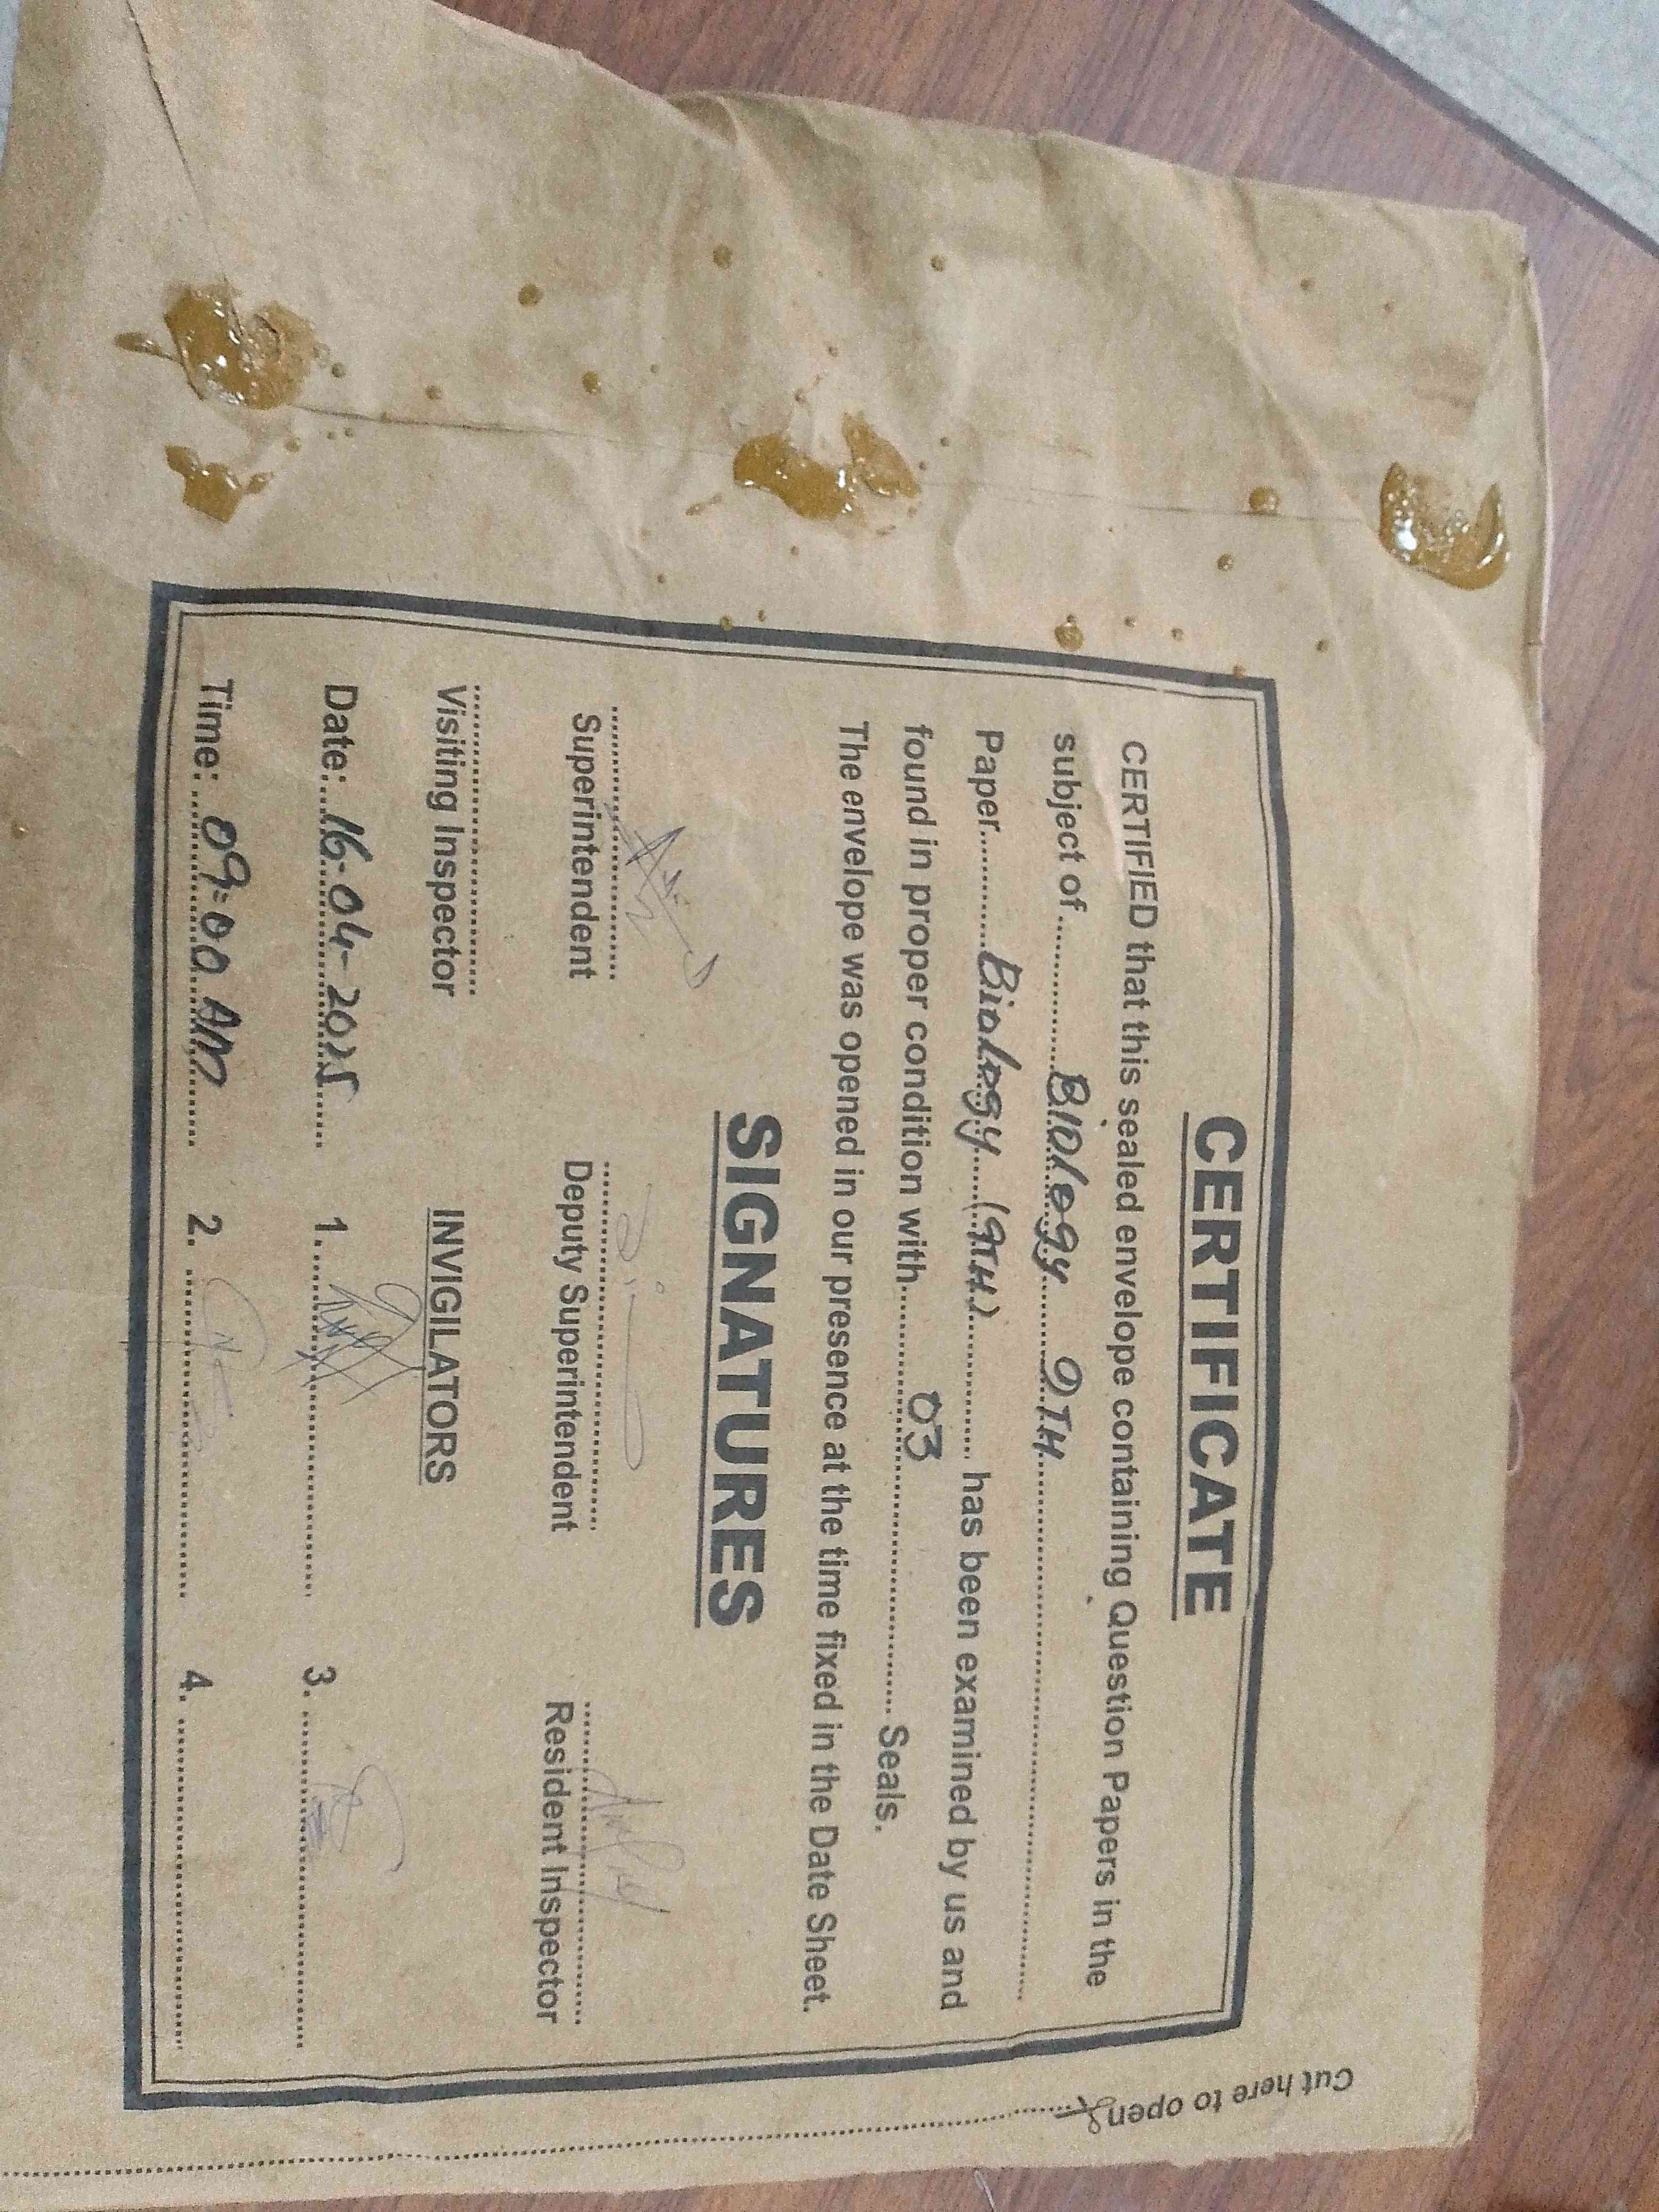 CERTIFICATE
CERTIFIED that this sealed envelope containing Question Papers in the
subject of..........Biology......9TH..........
Paper..........Biology....(9TH).......... has been examined by us and
found in proper condition with..........03.......... Seals.
The envelope was opened in our presence at the time fixed in the Date Sheet.
SIGNATURES
Superintendent Deputy Superintendent Resident Inspector
Visiting Inspector INVIGILATORS
Date:..16-04-2025...... 1........... 3...........
Time: ..09:00 AM...... 2. .......... 4. ..........
Cut here to open